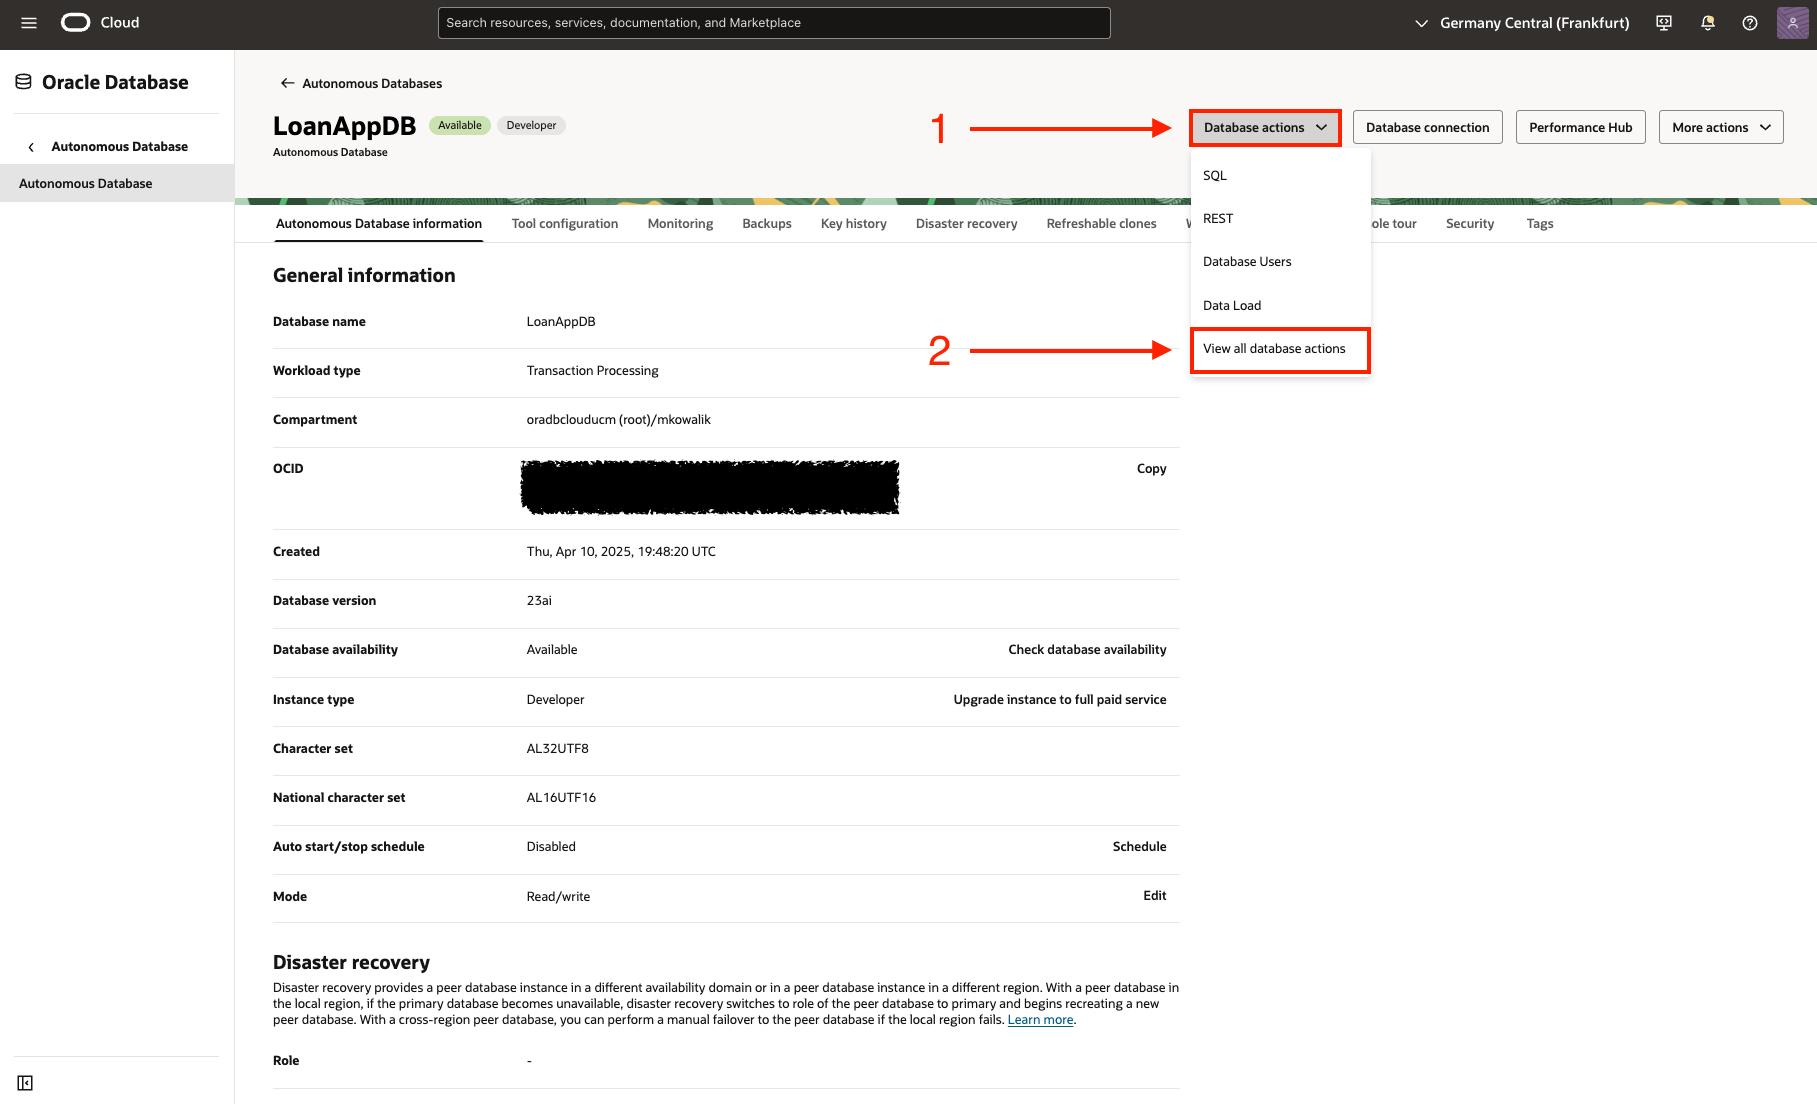 Cloud
Search resources, services, documentation, and Marketplace
Germany Central (Frankfurt)
Oracle Database
Autonomous Database
Autonomous Database
Autonomous Databases
LoanAppDB
Available
Developer
Autonomous Database
1
Database actions
Database connection
Performance Hub
More actions
SQL
REST
Database Users
Data Load
2
View all database actions
Autonomous Database information
Tool configuration
Monitoring
Backups
Key history
Disaster recovery
Refreshable clones
ole tour
Security
Tags
General information
Database name LoanAppDB
Workload type Transaction Processing
Compartment oradbclouducm (root)/mkowalik
OCID Copy
Created Thu, Apr 10, 2025, 19:48:20 UTC
Database version 23ai
Database availability Available Check database availability
Instance type Developer Upgrade instance to full paid service
Character set AL32UTF8
National character set AL16UTF16
Auto start/stop schedule Disabled Schedule
Mode Read/write Edit
Disaster recovery
Disaster recovery provides a peer database instance in a different availability domain or in a peer database instance in a different region. With a peer database in
the local region, if the primary database becomes unavailable, disaster recovery switches to role of the peer database to primary and begins recreating a new
peer database. With a cross-region peer database, you can perform a manual failover to the peer database if the local region fails. Learn more.
Role -